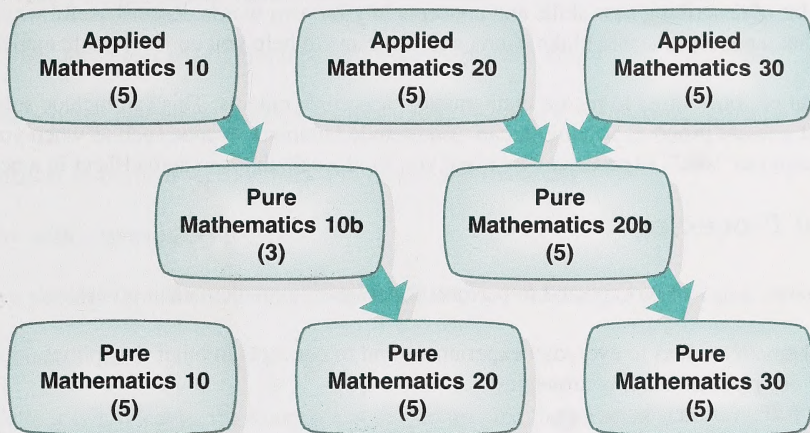 Applied
Mathematics 10
(5)
Applied
Mathematics 20
(5)
Applied
Mathematics 30
(5)
Pure
Mathematics 10b
(3)
Pure
Mathematics 20b
(5)
Pure
Mathematics 10
(5)
Pure
Mathematics 20
(5)
Pure
Mathematics 30
(5)